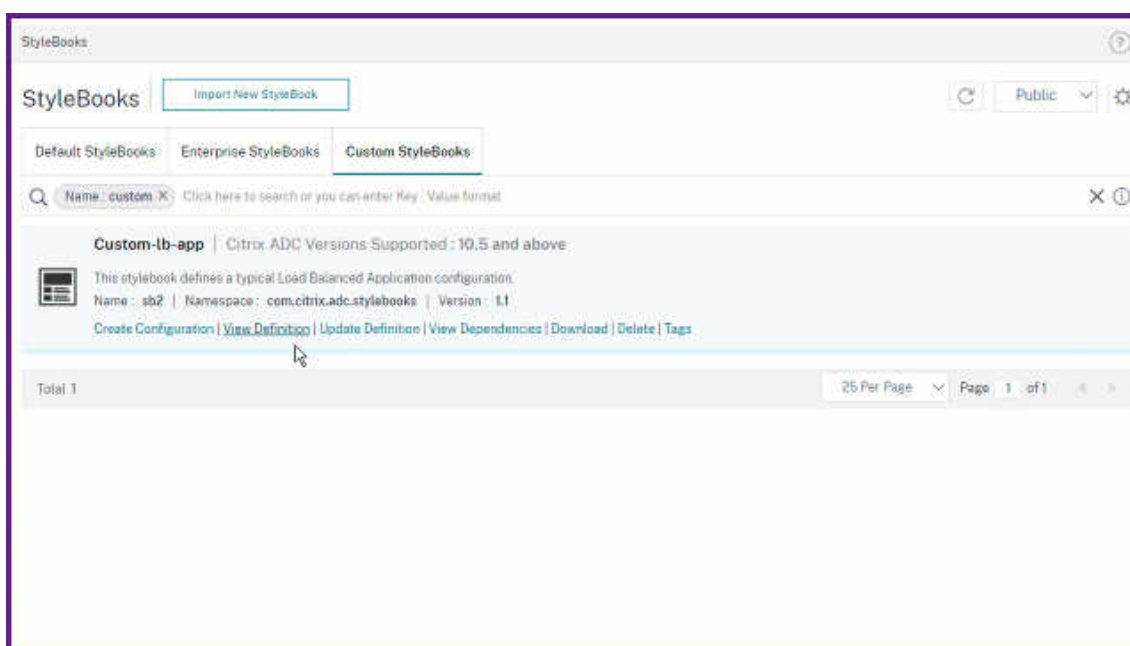 StyleBooks
StyleBooks
Import New StyleBook
Public
Default StyleBooks
Enterprise StyleBooks
Custom StyleBooks
Name : custom X Click here to search or you can enter Key : Value format
Custom-lb-app | Citrix ADC Versions Supported : 10.5 and above
This stylebook defines a typical Load Balanced Application configuration.
Name : sb2 | Namespace : com.citrix.adc.stylebooks | Version : 1.1
Create Configuration | View Definition | Update Definition | View Dependencies | Download | Delete | Tags
Total 1
25 Per Page
Page 1 of 1